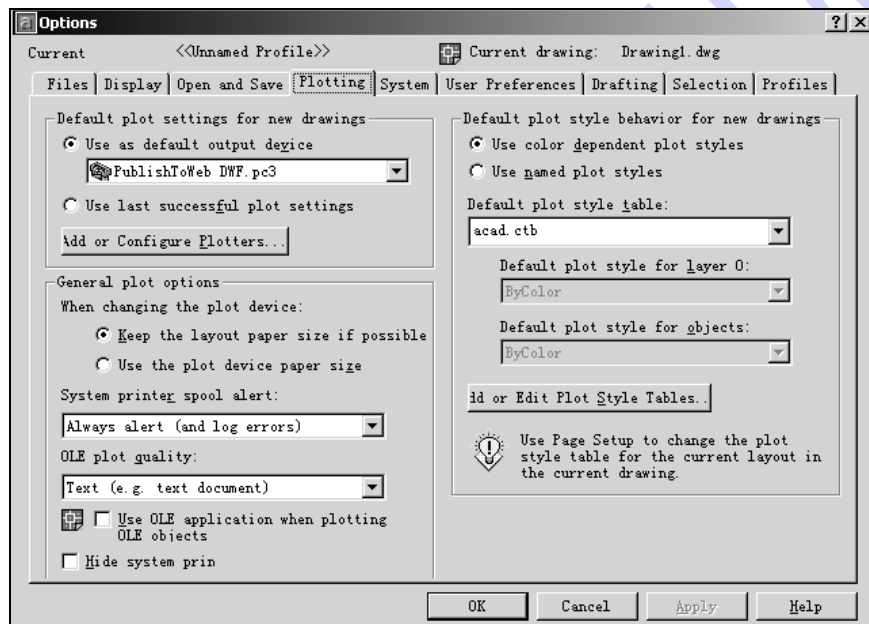 Options
Current <<Unnamed Profile>> Current drawing: Drawing1.dwg
Files Display Open and Save Plotting System User Preferences Drafting Selection Profiles
Default plot settings for new drawings
Use as default output device
PublishToWeb DWF.pc3
Use last successful plot settings
Add or Configure Plotters...
General plot options
When changing the plot device:
Keep the layout paper size if possible
Use the plot device paper size
System printer spool alert:
Always alert (and log errors)
OLE plot quality:
Text (e.g. text document)
Use OLE application when plotting
OLE objects
Hide system prin
Default plot style behavior for new drawings
Use color dependent plot styles
Use named plot styles
Default plot style table:
acad.ctb
Default plot style for layer 0:
ByColor
Default plot style for objects:
ByColor
dd or Edit Plot Style Tables..
Use Page Setup to change the plot
style table for the current layout in
the current drawing.
OK Cancel Apply Help